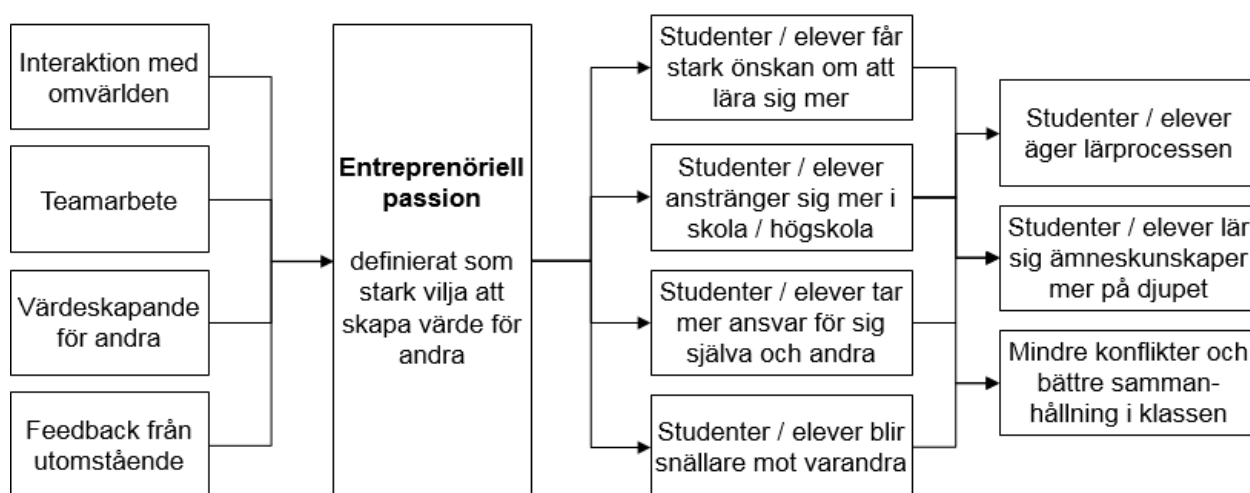 Interaktion med
omvärlden
Teamarbete
Värdeskapande
för andra
Feedback från
utomstående
Entreprenöriell
passion
definierat som
stark vilja att
skapa värde för
andra
Studenter / elever får
stark önskan om att
lära sig mer
Studenter / elever
anstränger sig mer i
skola / högskola
Studenter / elever tar
mer ansvar för sig
själva och andra
Studenter / elever blir
snällare mot varandra
Studenter / elever
äger lärprocessen
Studenter / elever lär
sig ämneskunskaper
mer på djupet
Mindre konflikter och
bättre samman-
hållning i klassen